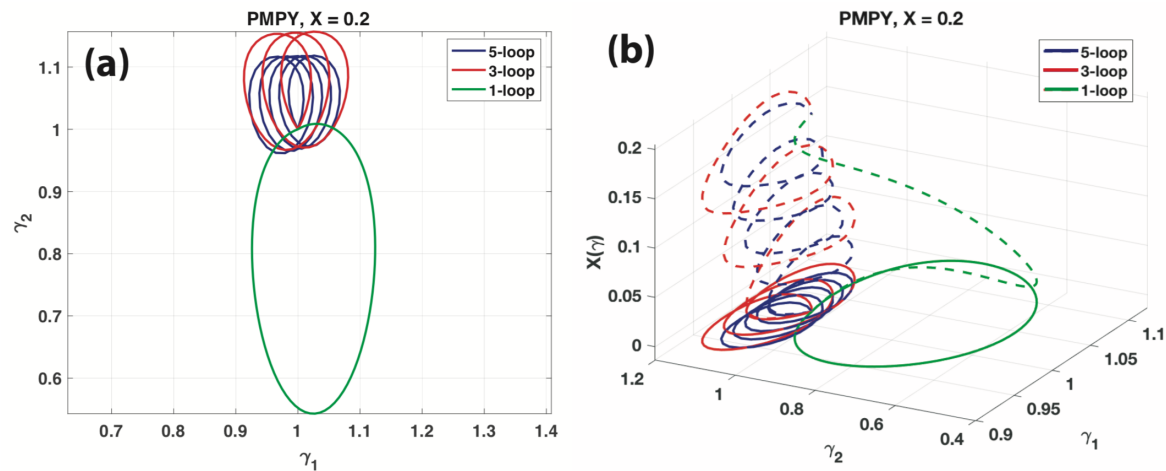 PMPY, X = 0.2
(a)
5-loop
3-loop
1-loop
1.1
1
0.9
0.8
0.7
0.6
γ2
0.7 0.8 0.9 1 1.1 1.2 1.3 1.4
γ1
PMPY, X = 0.2
(b)
5-loop
3-loop
1-loop
0.2
0.15
0.1
0.05
0
X(γ)
1.2 1 0.8 0.6 0.4
γ2
0.9 0.95 1 1.05 1.1
γ1